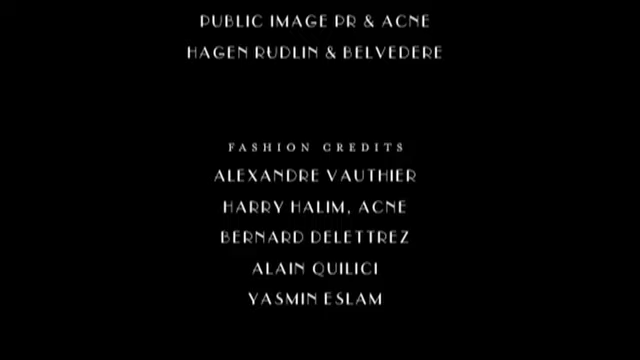 PUBLIC IMAGE PR & ACNE
HAGEN RUDLIN & BELVEDERE
FASHION CREDITS
ALEXANDRE VAUTHIER
HARRY HALIM, ACNE
BERNARD DELETTREZ
ALAIN QUILICI
YASMIN ESLAM